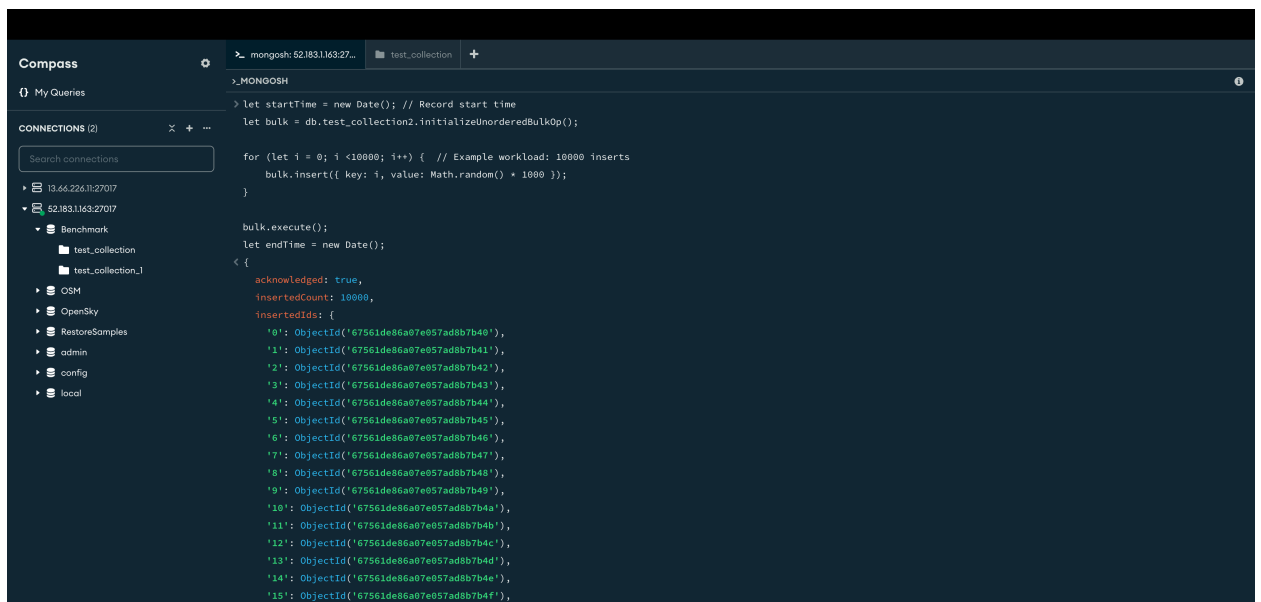 Compass
{} My Queries
CONNECTIONS (2)
Search connections
13.66.226.11:27017
52.183.1.163:27017
Benchmark
test_collection
test_collection_1
OSM
OpenSky
RestoreSamples
admin
config
local
>_ mongosh: 52.183.1.163:27...
test_collection
>_MONGOSH
let startTime = new Date(); // Record start time
let bulk = db.test_collection2.initializeUnorderedBulkOp();
for (let i = 0; i <10000; i++) {  // Example workload: 10000 inserts
bulk.insert({ key: i, value: Math.random() * 1000 });
}
bulk.execute();
let endTime = new Date();
{
acknowledged: true,
insertedCount: 10000,
insertedIds: {
'0': ObjectId('67561de86a07e057ad8b7b40'),
'1': ObjectId('67561de86a07e057ad8b7b41'),
'2': ObjectId('67561de86a07e057ad8b7b42'),
'3': ObjectId('67561de86a07e057ad8b7b43'),
'4': ObjectId('67561de86a07e057ad8b7b44'),
'5': ObjectId('67561de86a07e057ad8b7b45'),
'6': ObjectId('67561de86a07e057ad8b7b46'),
'7': ObjectId('67561de86a07e057ad8b7b47'),
'8': ObjectId('67561de86a07e057ad8b7b48'),
'9': ObjectId('67561de86a07e057ad8b7b49'),
'10': ObjectId('67561de86a07e057ad8b7b4a'),
'11': ObjectId('67561de86a07e057ad8b7b4b'),
'12': ObjectId('67561de86a07e057ad8b7b4c'),
'13': ObjectId('67561de86a07e057ad8b7b4d'),
'14': ObjectId('67561de86a07e057ad8b7b4e'),
'15': ObjectId('67561de86a07e057ad8b7b4f'),